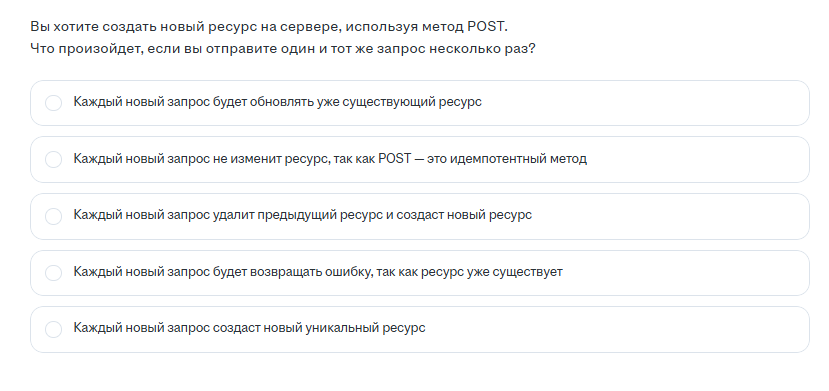 Вы хотите создать новый ресурс на сервере, используя метод POST.
Что произойдет, если вы отправите один и тот же запрос несколько раз?
Каждый новый запрос будет обновлять уже существующий ресурс
Каждый новый запрос не изменит ресурс, так как POST — это идемпотентный метод
Каждый новый запрос удалит предыдущий ресурс и создаст новый ресурс
Каждый новый запрос будет возвращать ошибку, так как ресурс уже существует
Каждый новый запрос создаст новый уникальный ресурс